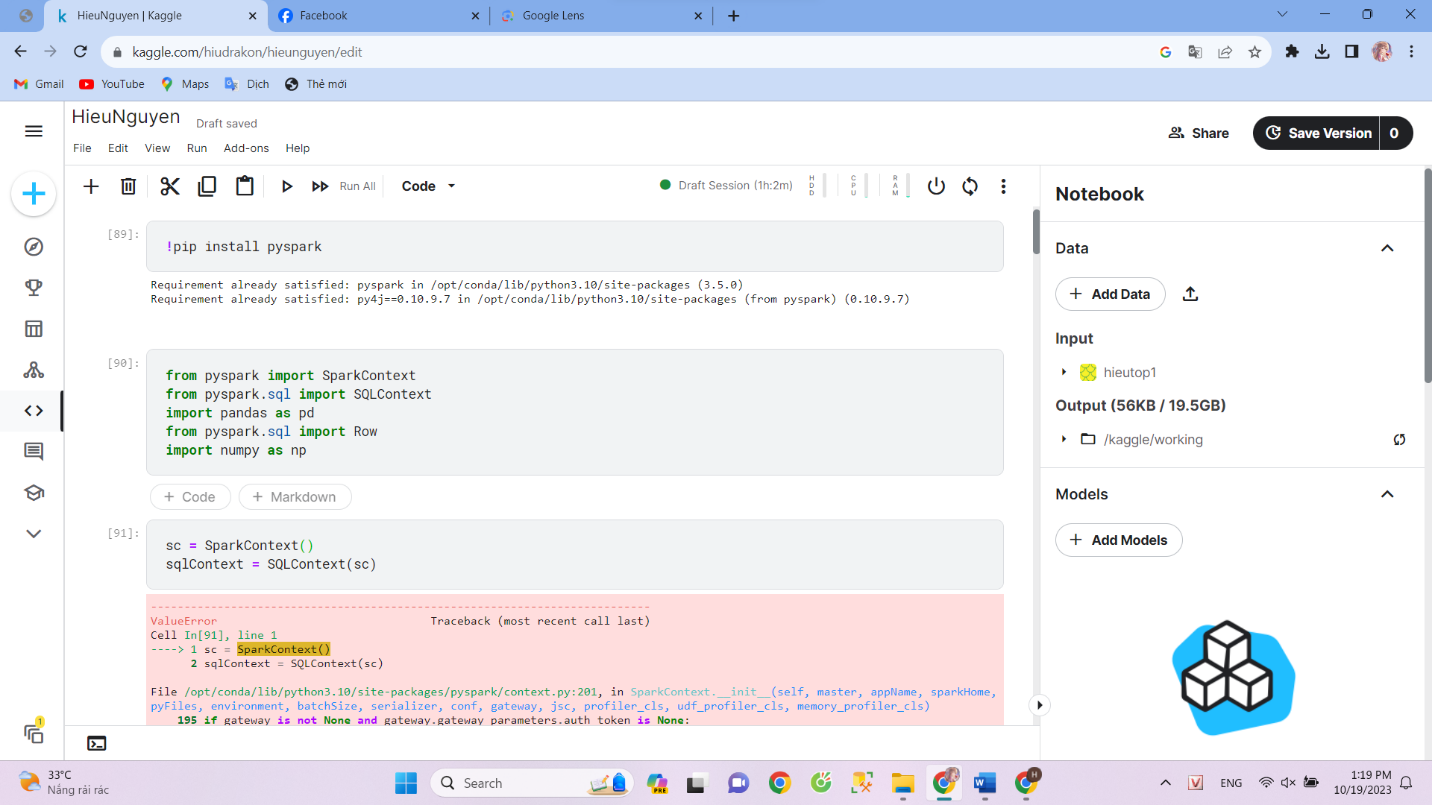 HieuNguyen | Kaggle
Facebook
Google Lens
kaggle.com/hiudrakon/hieunguyen/edit
Gmail
YouTube
Maps
Dịch
Thẻ mới
HieuNguyen
Draft saved
File Edit View Run Add-ons Help
Share
Save Version 0
Run All
Code
Draft Session (1h:2m)
HDD
CPU
RAM
[89]:
!pip install pyspark
Requirement already satisfied: pyspark in /opt/conda/lib/python3.10/site-packages (3.5.0)
Requirement already satisfied: py4j==0.10.9.7 in /opt/conda/lib/python3.10/site-packages (from pyspark) (0.10.9.7)
[90]:
from pyspark import SparkContext
from pyspark.sql import SQLContext
import pandas as pd
from pyspark.sql import Row
import numpy as np
+ Code + Markdown
[91]:
sc = SparkContext()
sqlContext = SQLContext(sc)
---------------------------------------------------------------------------
ValueError Traceback (most recent call last)
Cell In[91], line 1
----> 1 sc = SparkContext()
2 sqlContext = SQLContext(sc)
File /opt/conda/lib/python3.10/site-packages/pyspark/context.py:201, in SparkContext.__init__(self, master, appName, sparkHome,
pyFiles, environment, batchSize, serializer, conf, gateway, jsc, profiler_cls, udf_profiler_cls, memory_profiler_cls)
195 if gateway is not None and gateway.gateway_parameters.auth_token is None:
Notebook
Data
+ Add Data
Input
hieutop1
Output (56KB / 19.5GB)
/kaggle/working
Models
+ Add Models
1
33°C
Nắng rải rác
Search
PRE
H
V
ENG
1:19 PM
10/19/2023